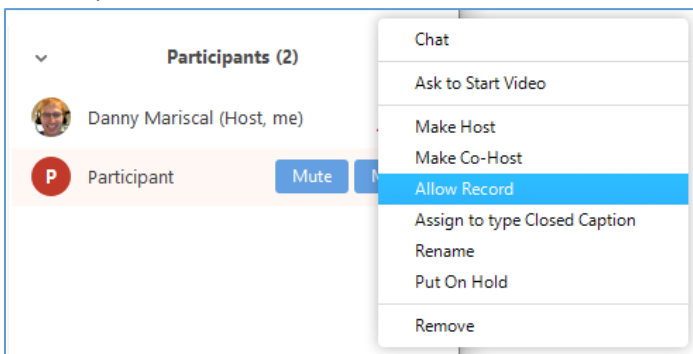 Participants (2)
Danny Mariscal (Host, me)
P
Participant
Mute
M
Chat
Ask to Start Video
Make Host
Make Co-Host
Allow Record
Assign to type Closed Caption
Rename
Put On Hold
Remove